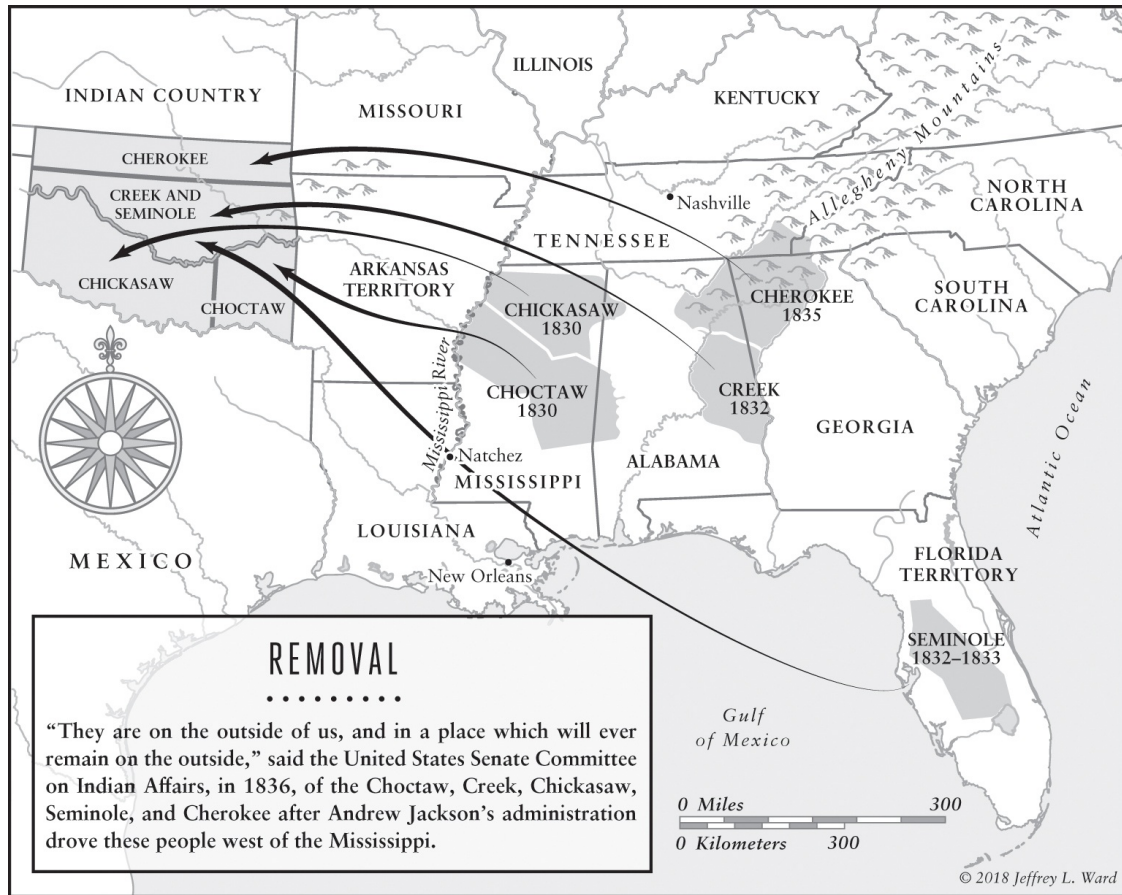 ILLINOIS
INDIAN COUNTRY
MISSOURI
KENTUCKY
Allegheny Mountains
CHEROKEE
CREEK AND
SEMINOLE
Nashville
NORTH
CAROLINA
TENNESSEE
CHICKASAW
CHOCTAW
ARKANSAS
TERRITORY
CHICKASAW
1830
CHEROKEE
1835
SOUTH
CAROLINA
Mississippi River
CHOCTAW
1830
CREEK
1832
GEORGIA
Atlantic Ocean
Natchez
MISSISSIPPI
ALABAMA
LOUISIANA
MEXICO
New Orleans
FLORIDA
TERRITORY
SEMINOLE
1832–1833
Gulf
of Mexico
REMOVAL
“They are on the outside of us, and in a place which will ever
remain on the outside,” said the United States Senate Committee
on Indian Affairs, in 1836, of the Choctaw, Creek, Chickasaw,
Seminole, and Cherokee after Andrew Jackson’s administration
drove these people west of the Mississippi.
0 Miles 300
0 Kilometers 300
© 2018 Jeffrey L. Ward